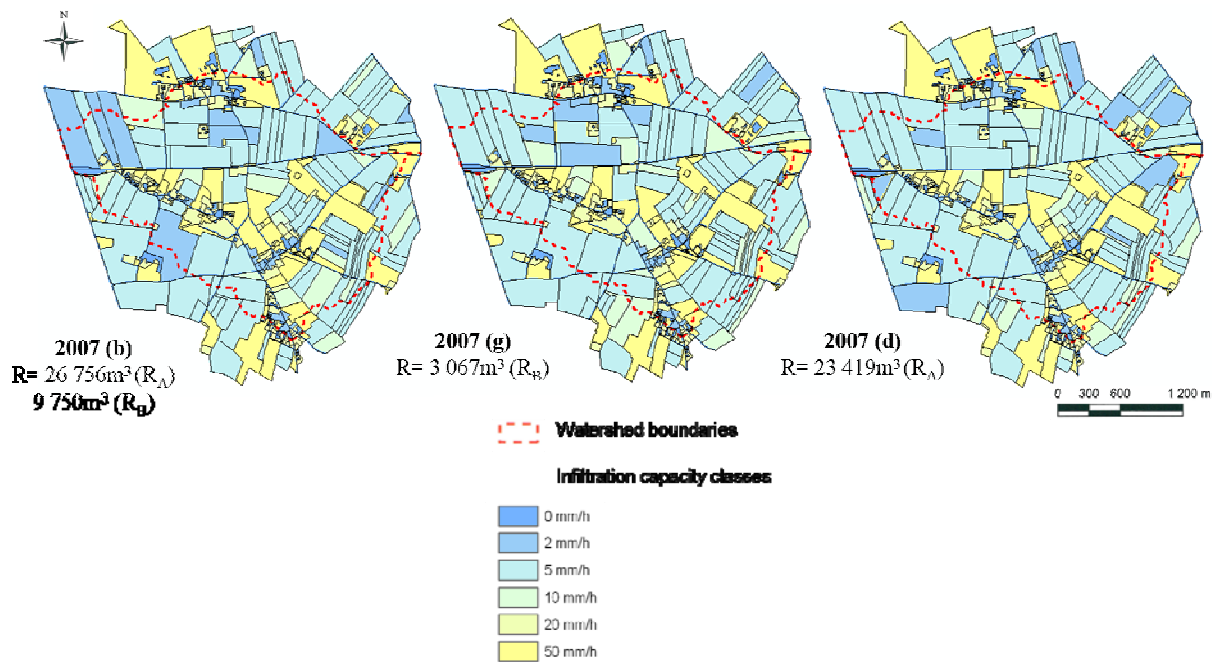 N
2007 (b)
R= 26 756m³ (R_A)
9 750m³ (R_B)
2007 (g)
R= 3 067m³ (R_B)
2007 (d)
R= 23 419m³ (R_A)
0 300 600 1 200 m
Watershed boundaries
Infiltration capacity classes
0 mm/h
2 mm/h
5 mm/h
10 mm/h
20 mm/h
50 mm/h